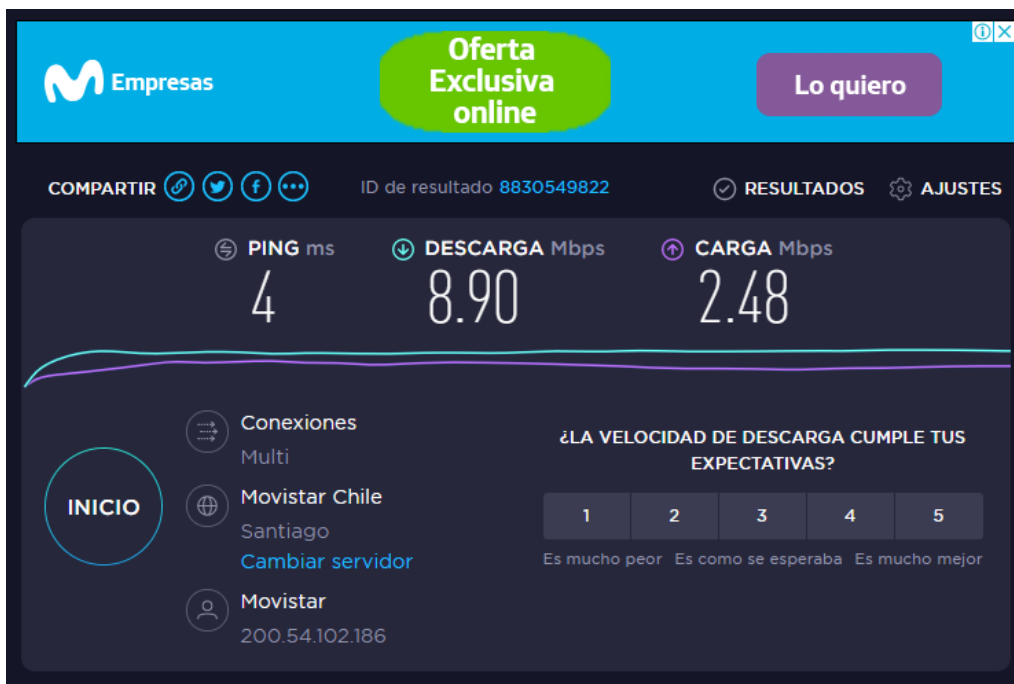 Empresas
Oferta
Exclusiva
online
Lo quiero
COMPARTIR
ID de resultado 8830549822
RESULTADOS
AJUSTES
PING ms
DESCARGA Mbps
CARGA Mbps
4
8.90
2.48
INICIO
Conexiones
Multi
Movistar Chile
Santiago
Cambiar servidor
Movistar
200.54.102.186
¿LA VELOCIDAD DE DESCARGA CUMPLE TUS
EXPECTATIVAS?
1 2 3 4 5
Es mucho peor Es como se esperaba Es mucho mejor